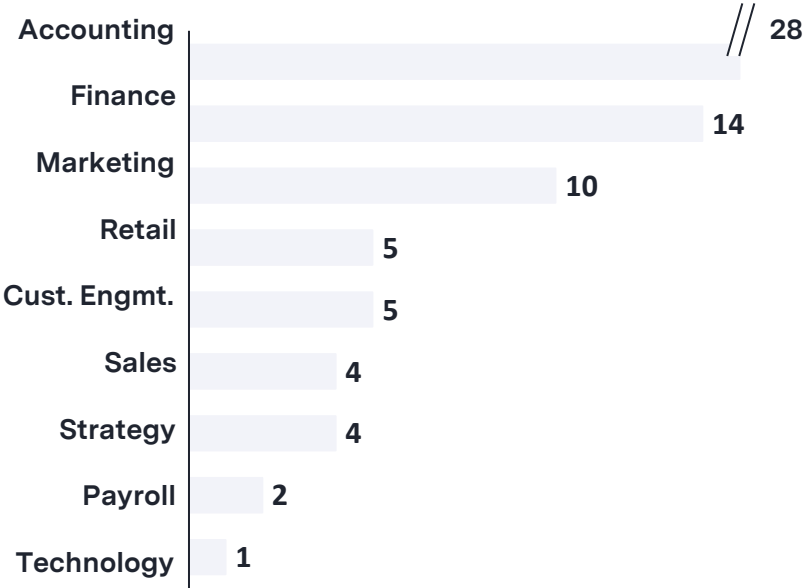 Accounting 28
Finance 14
Marketing 10
Retail 5
Cust. Engmt. 5
Sales 4
Strategy 4
Payroll 2
Technology 1